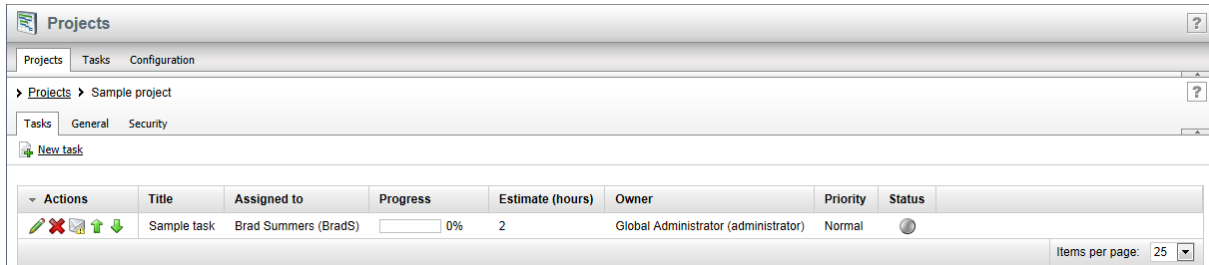 Projects ?
Projects Tasks Configuration
Projects Sample project ?
Tasks General Security
New task
Actions Title Assigned to Progress Estimate (hours) Owner Priority Status
Sample task Brad Summers (BradS) 0% 2 Global Administrator (administrator) Normal
Items per page: 25